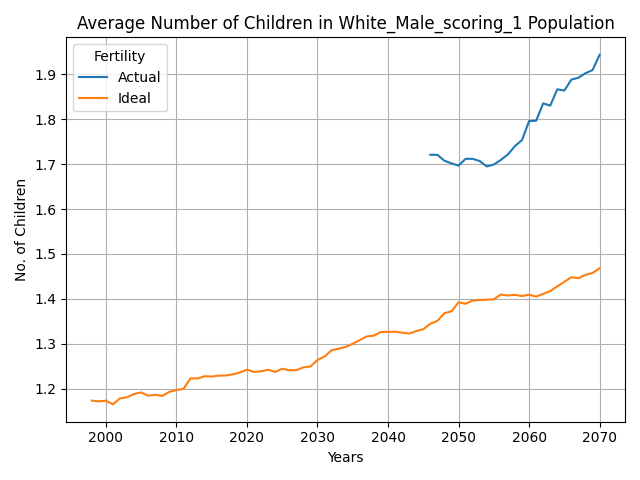 Average Number of Children in White_Male_scoring_1 Population
Fertility
Actual
Ideal
No. of Children
1.9
1.8
1.7
1.6
1.5
1.4
1.3
1.2
2000 2010 2020 2030 2040 2050 2060 2070
Years